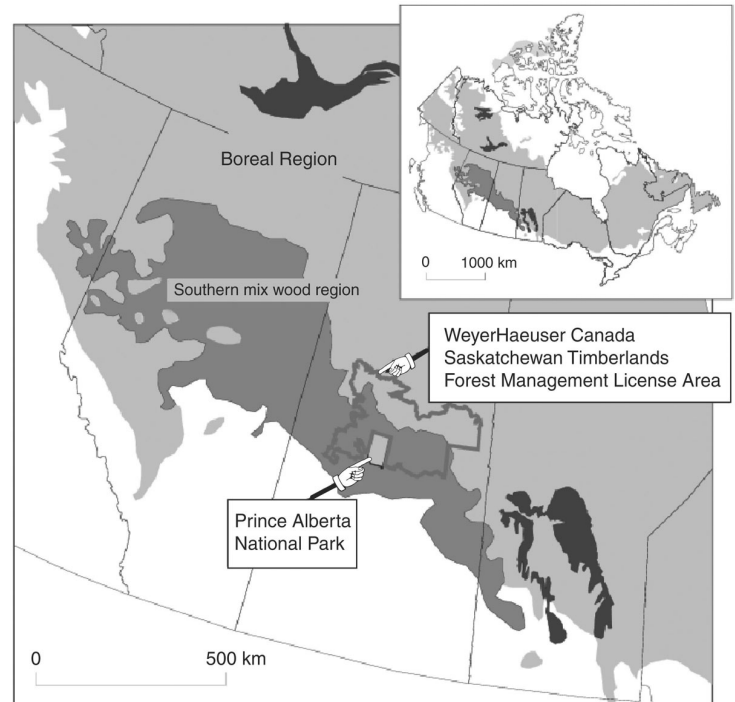 Boreal Region
0 1000 km
Southern mix wood region
WeyerHaeuser Canada
Saskatchewan Timberlands
Forest Management License Area
Prince Alberta
National Park
0 500 km